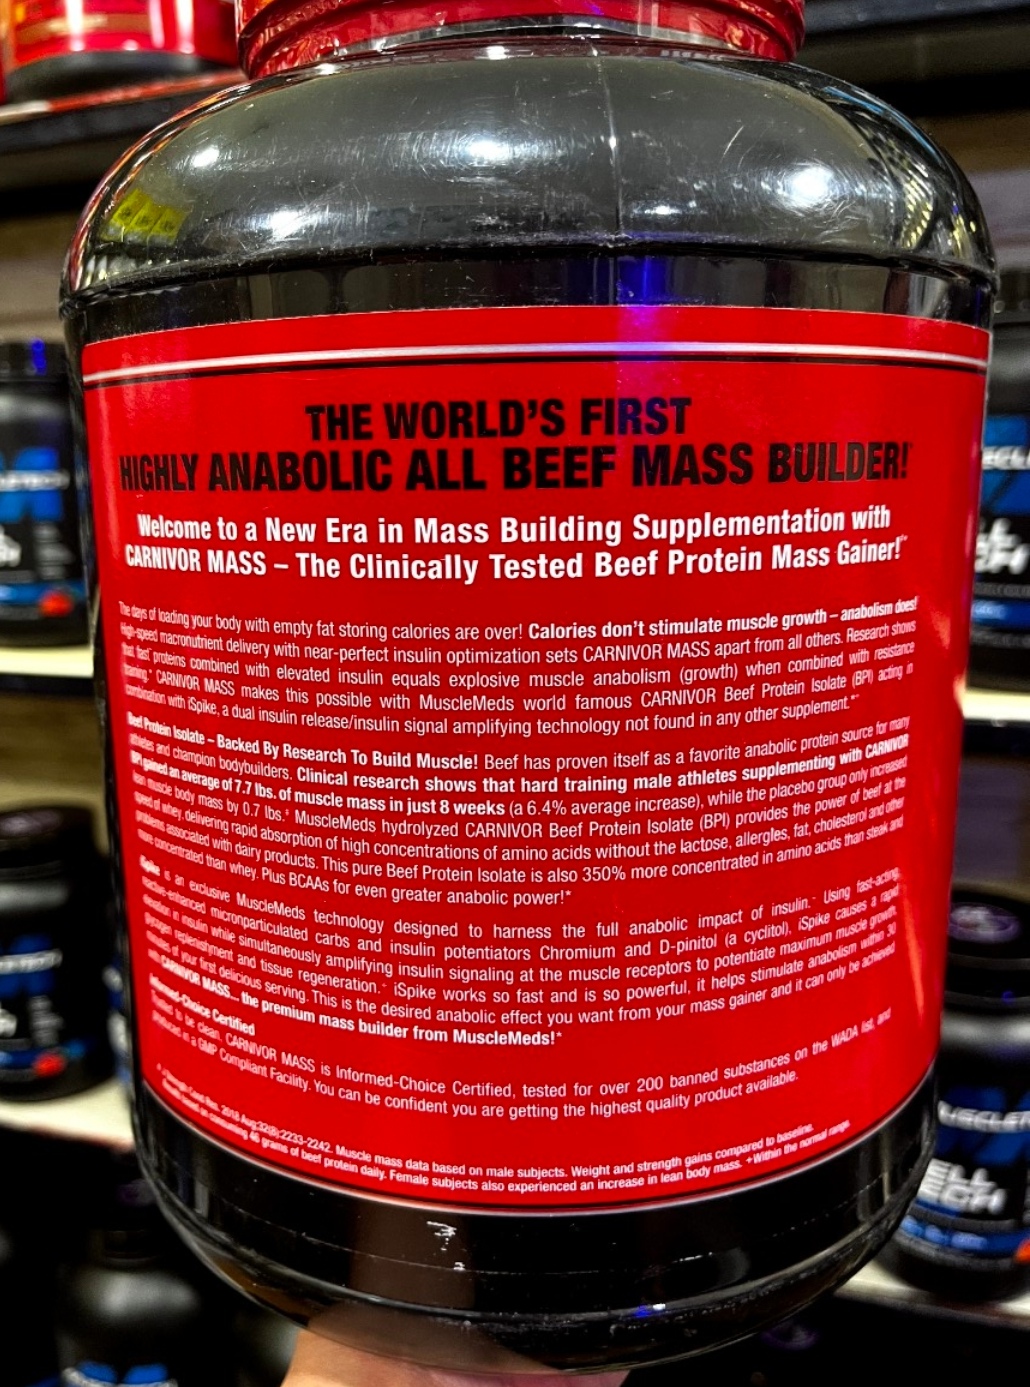 THE WORLD'S FIRST
HIGHLY ANABOLIC ALL BEEF MASS BUILDER!
Welcome to a New Era in Mass Building Supplementation with
CARNIVOR MASS – The Clinically Tested Beef Protein Mass Gainer!**
The days of loading your body with empty fat storing calories are over! Calories don't stimulate muscle growth – anabolism does!
High-speed macronutrient delivery with near-perfect insulin optimization sets CARNIVOR MASS apart from all others. Research shows
that "fast" proteins combined with elevated insulin equals explosive muscle anabolism (growth) when combined with resistance
training.* CARNIVOR MASS makes this possible with MuscleMeds world famous CARNIVOR Beef Protein Isolate (BPI) acting in
combination with iSpike, a dual insulin release/insulin signal amplifying technology not found in any other supplement.*+
Beef Protein Isolate – Backed By Research To Build Muscle! Beef has proven itself as a favorite anabolic protein source for many
athletes and champion bodybuilders. Clinical research shows that hard training male athletes supplementing with CARNIVOR
BPI gained an average of 7.7 lbs. of muscle mass in just 8 weeks (a 6.4% average increase), while the placebo group only increased
lean muscle body mass by 0.7 lbs.‡ MuscleMeds hydrolyzed CARNIVOR Beef Protein Isolate (BPI) provides the power of beef at the
speed of whey, delivering rapid absorption of high concentrations of amino acids without the lactose, allergies, fat, cholesterol and other
problems associated with dairy products. This pure Beef Protein Isolate is also 350% more concentrated in amino acids than steak and
more concentrated than whey. Plus BCAAs for even greater anabolic power!*
iSpike is an exclusive MuscleMeds technology designed to harness the full anabolic impact of insulin.+ Using fast-acting,
reactive-enhanced micronparticulated carbs and insulin potentiators Chromium and D-pinitol (a cyclitol), iSpike causes a rapid
elevation in insulin while simultaneously amplifying insulin signaling at the muscle receptors to potentiate maximum muscle growth,
glycogen replenishment and tissue regeneration.*+ iSpike works so fast and is so powerful, it helps stimulate anabolism within 30
minutes of your first delicious serving. This is the desired anabolic effect you want from your mass gainer and it can only be achieved
with CARNIVOR MASS... the premium mass builder from MuscleMeds!*
Informed-Choice Certified
Trusted to be clean. CARNIVOR MASS is Informed-Choice Certified, tested for over 200 banned substances on the WADA list, and
produced in a GMP Compliant Facility. You can be confident you are getting the highest quality product available.
Cond Res. 2018 Aug;32(8):2233-2242. Muscle mass data based on male subjects. Weight and strength gains compared to baseline.
based on consuming 46 grams of beef protein daily. Female subjects also experienced an increase in lean body mass. +Within the normal range